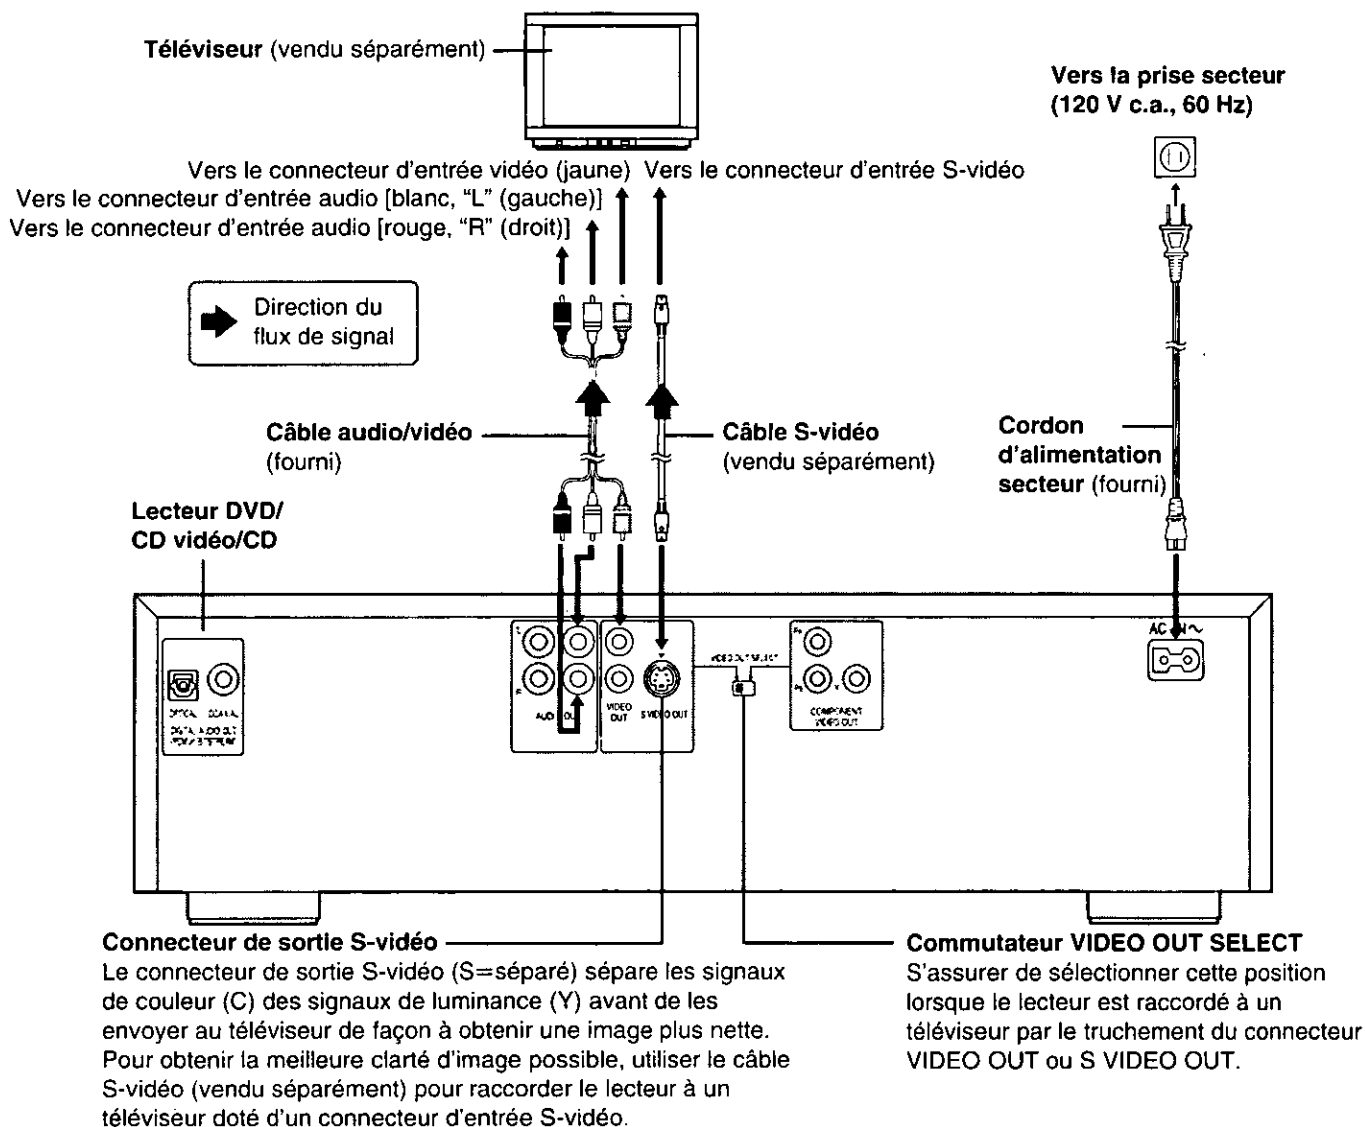 Téléviseur (vendu séparément)
Vers la prise secteur
(120 V c.a., 60 Hz)
Vers le connecteur d'entrée vidéo (jaune)
Vers le connecteur d'entrée S-vidéo
Vers le connecteur d'entrée audio [blanc, “L” (gauche)]
Vers le connecteur d'entrée audio [rouge, “R” (droit)]
Direction du
flux de signal
Câble audio/vidéo
(fourni)
Câble S-vidéo
(vendu séparément)
Cordon
d'alimentation
secteur (fourni)
Lecteur DVD/
CD vidéo/CD
AC IN ~
L
R
VIDEO OUT SELECT
OPTICAL COAXIAL
DIGITAL AUDIO OUT
VIDEO
OUT
S VIDEO OUT
COMPONENT
VIDEO OUT
Connecteur de sortie S-vidéo
Le connecteur de sortie S-vidéo (S=séparé) sépare les signaux
de couleur (C) des signaux de luminance (Y) avant de les
envoyer au téléviseur de façon à obtenir une image plus nette.
Pour obtenir la meilleure clarté d'image possible, utiliser le câble
S-vidéo (vendu séparément) pour raccorder le lecteur à un
téléviseur doté d'un connecteur d'entrée S-vidéo.
Commutateur VIDEO OUT SELECT
S'assurer de sélectionner cette position
lorsque le lecteur est raccordé à un
téléviseur par le truchement du connecteur
VIDEO OUT ou S VIDEO OUT.